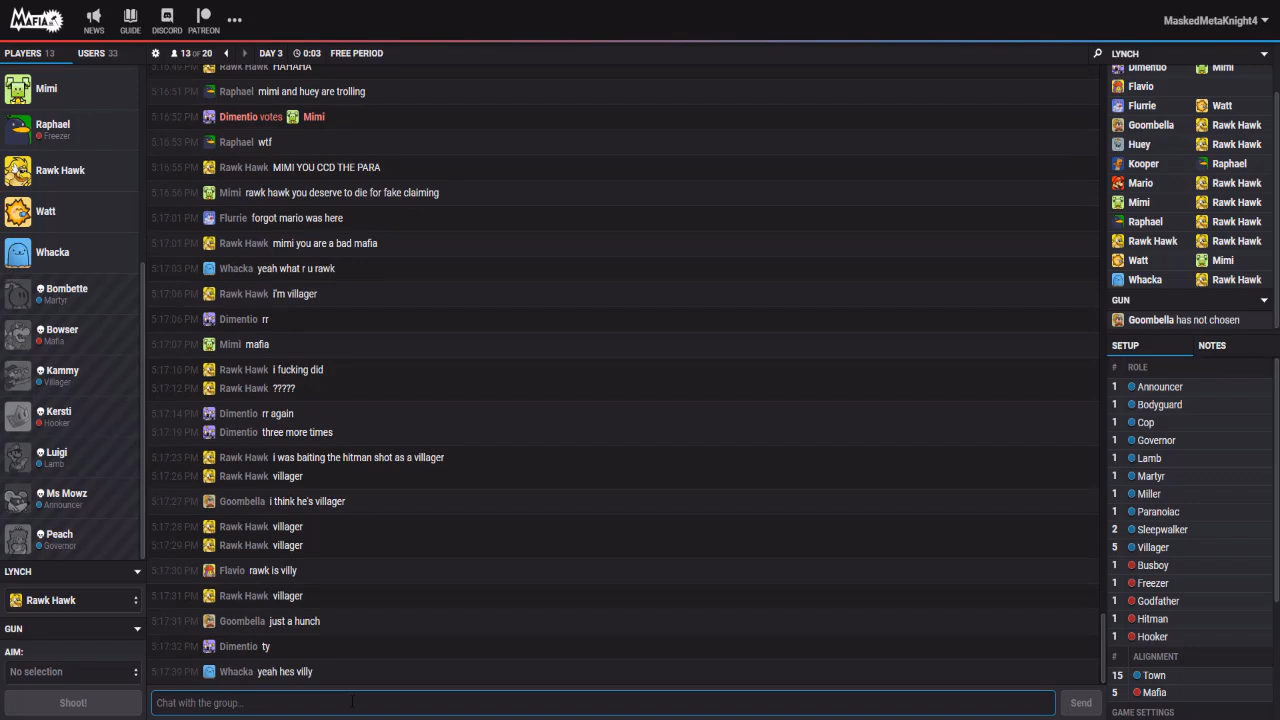 MAFIA.gg
NEWS
GUIDE
DISCORD
PATREON
MaskedMetaKnight4
PLAYERS 13
USERS 33
13 OF 20
DAY 3
0:03
FREE PERIOD
LYNCH
Mimi
Raphael
Freezer
Rawk Hawk
Watt
Whacka
Bombette
Martyr
Bowser
Mafia
Kammy
Villager
Kersti
Hooker
Luigi
Lamb
Ms Mowz
Announcer
Peach
Governor
LYNCH
Rawk Hawk
GUN
AIM:
No selection
Shoot!
5:16:49 PM Rawk Hawk HAHAHA
5:16:51 PM Raphael mimi and huey are trolling
5:16:52 PM Dimentio votes Mimi
5:16:53 PM Raphael wtf
5:16:55 PM Rawk Hawk MIMI YOU CCD THE PARA
5:16:56 PM Mimi rawk hawk you deserve to die for fake claiming
5:17:01 PM Flurrie forgot mario was here
5:17:01 PM Rawk Hawk mimi you are a bad mafia
5:17:03 PM Whacka yeah what r u rawk
5:17:06 PM Rawk Hawk i'm villager
5:17:06 PM Dimentio rr
5:17:07 PM Mimi mafia
5:17:10 PM Rawk Hawk i fucking did
5:17:12 PM Rawk Hawk ?????
5:17:14 PM Dimentio rr again
5:17:19 PM Dimentio three more times
5:17:23 PM Rawk Hawk i was baiting the hitman shot as a villager
5:17:26 PM Rawk Hawk villager
5:17:27 PM Goombella i think he's villager
5:17:28 PM Rawk Hawk villager
5:17:29 PM Rawk Hawk villager
5:17:30 PM Flavio rawk is villy
5:17:31 PM Rawk Hawk villager
5:17:31 PM Goombella just a hunch
5:17:32 PM Dimentio ty
5:17:39 PM Whacka yeah hes villy
Chat with the group...
Send
Dimentio Mimi
Flavio
Flurrie Watt
Goombella Rawk Hawk
Huey Rawk Hawk
Kooper Raphael
Mario Rawk Hawk
Mimi Rawk Hawk
Raphael Rawk Hawk
Rawk Hawk Rawk Hawk
Watt Mimi
Whacka Rawk Hawk
GUN
Goombella has not chosen
SETUP
NOTES
# ROLE
1 Announcer
1 Bodyguard
1 Cop
1 Governor
1 Lamb
1 Martyr
1 Miller
1 Paranoiac
2 Sleepwalker
5 Villager
1 Busboy
1 Freezer
1 Godfather
1 Hitman
1 Hooker
# ALIGNMENT
15 Town
5 Mafia
GAME SETTINGS